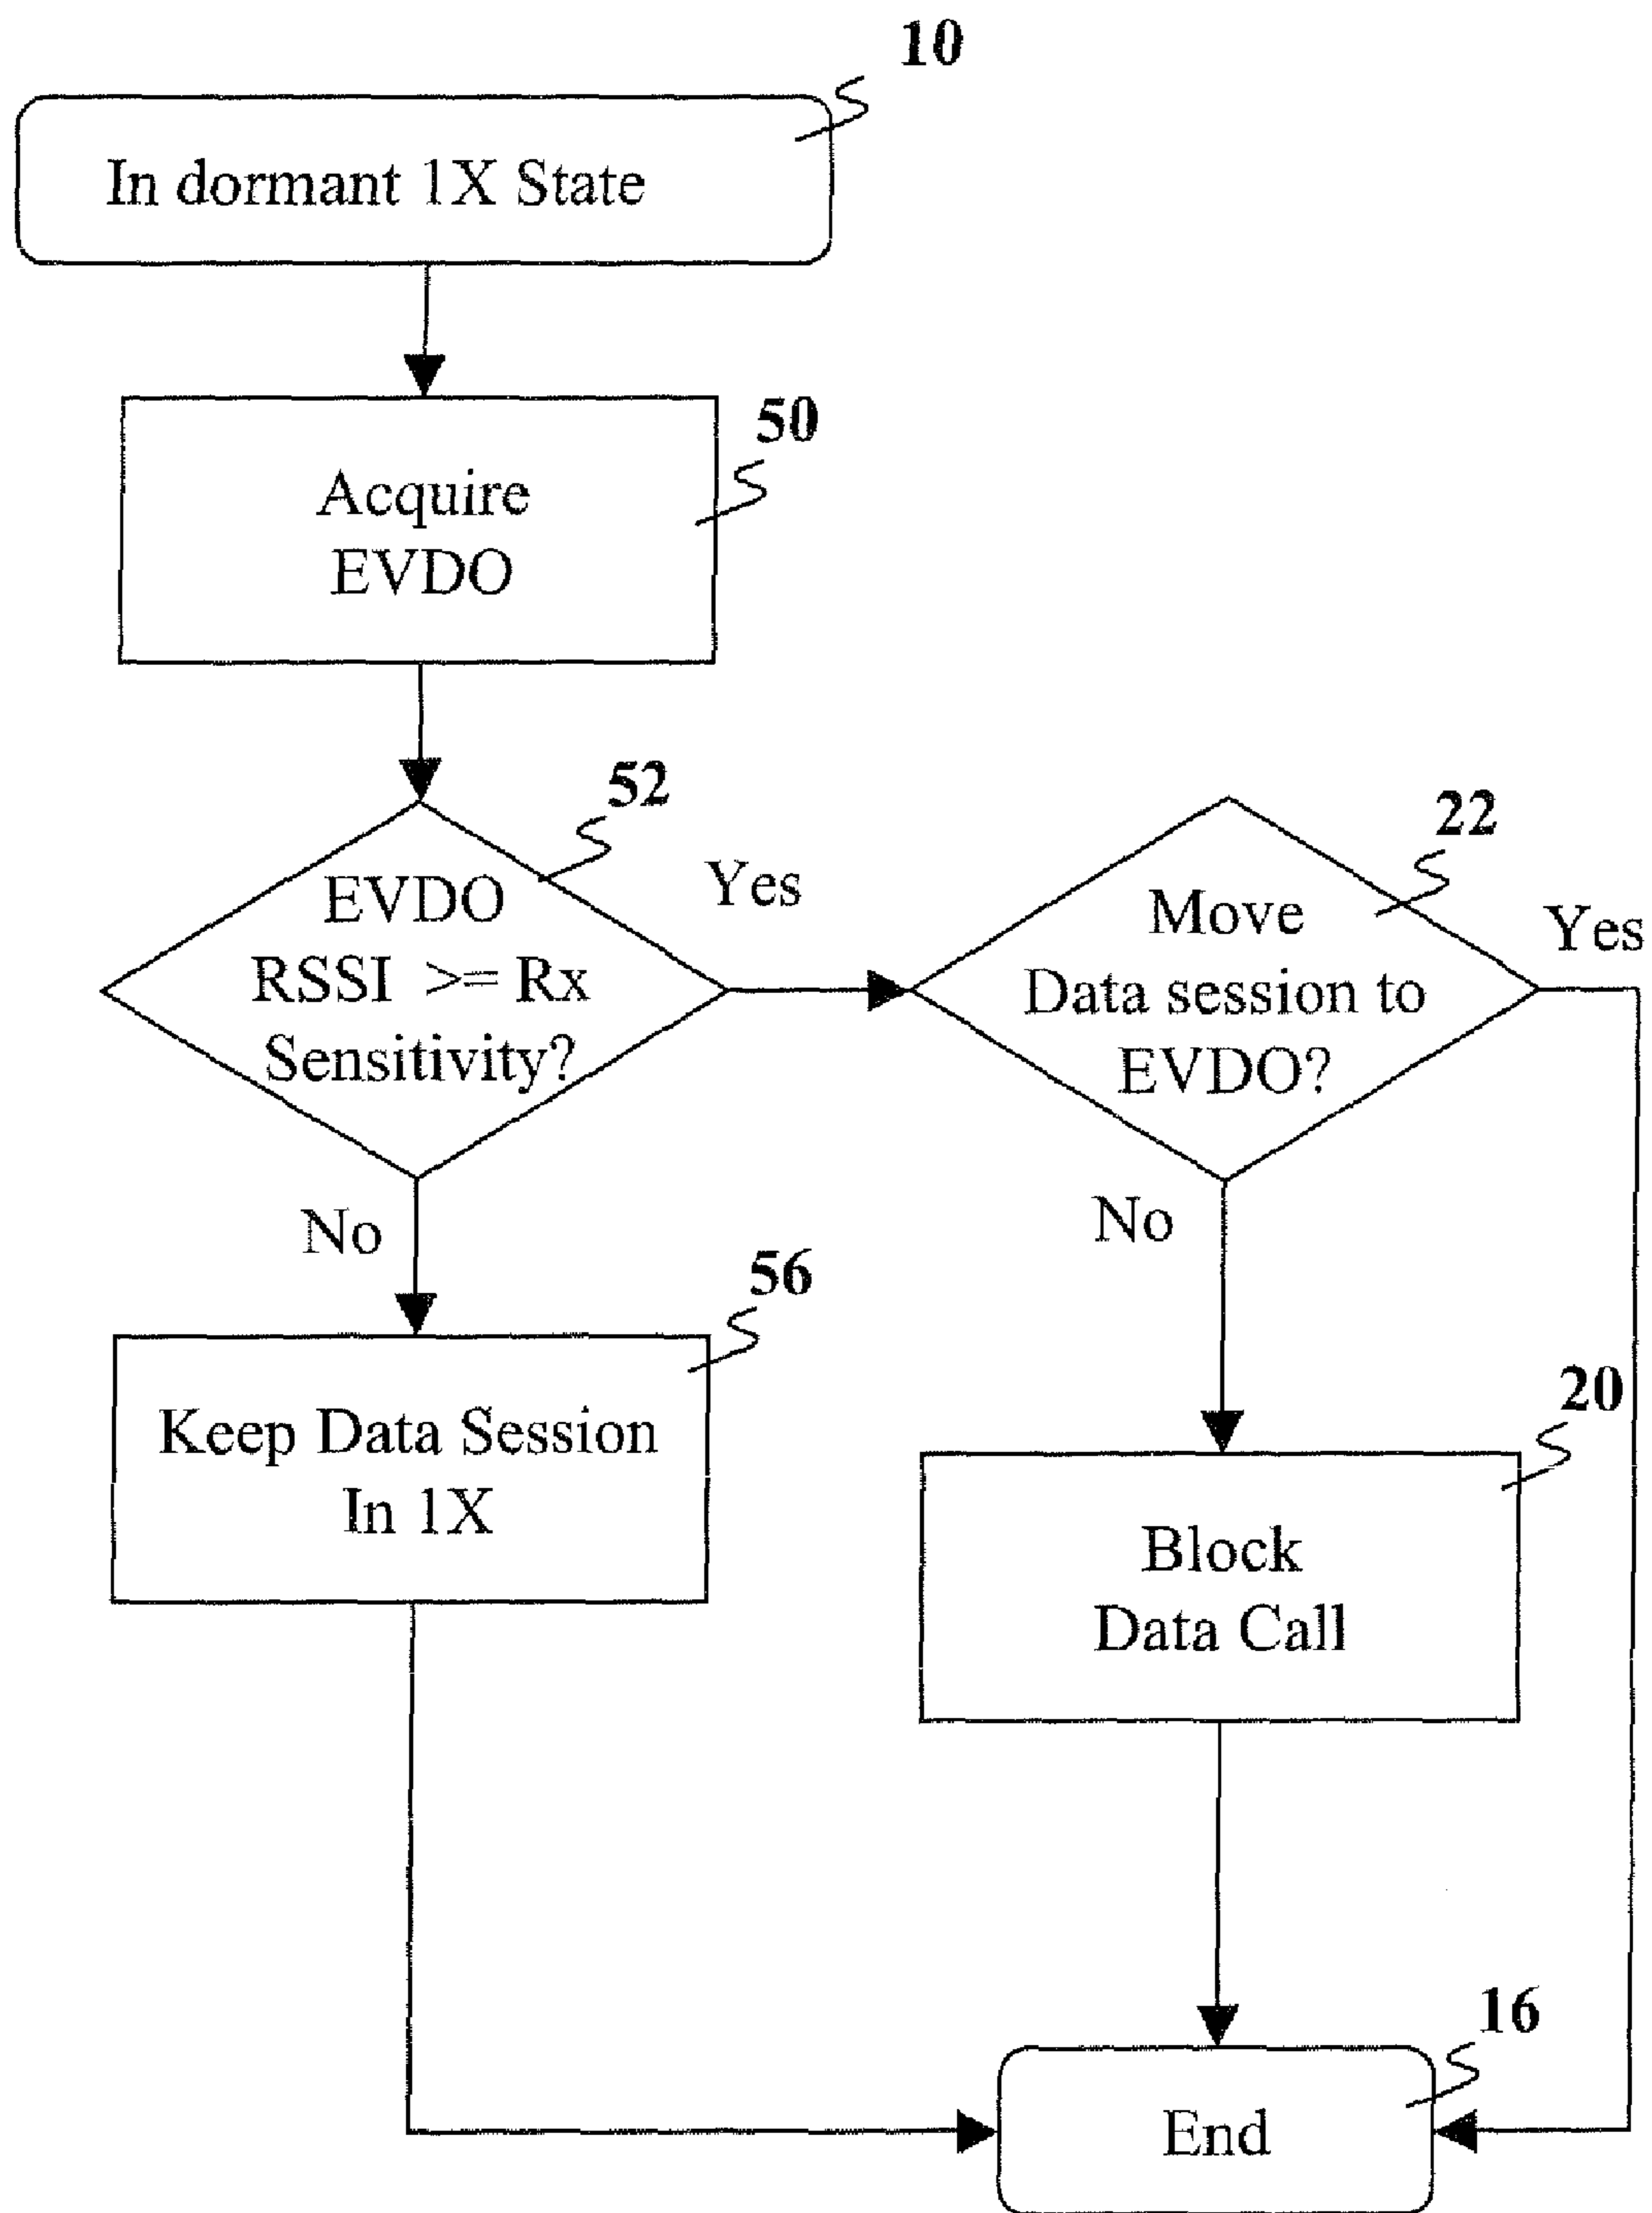 10
In dormant 1X State
50
Acquire
EVDO
52
EVDO
RSSI >= Rx
Sensitivity?
Yes
22
Move
Data session to
EVDO?
Yes
No
No
56
Keep Data Session
In 1X
20
Block
Data Call
16
End